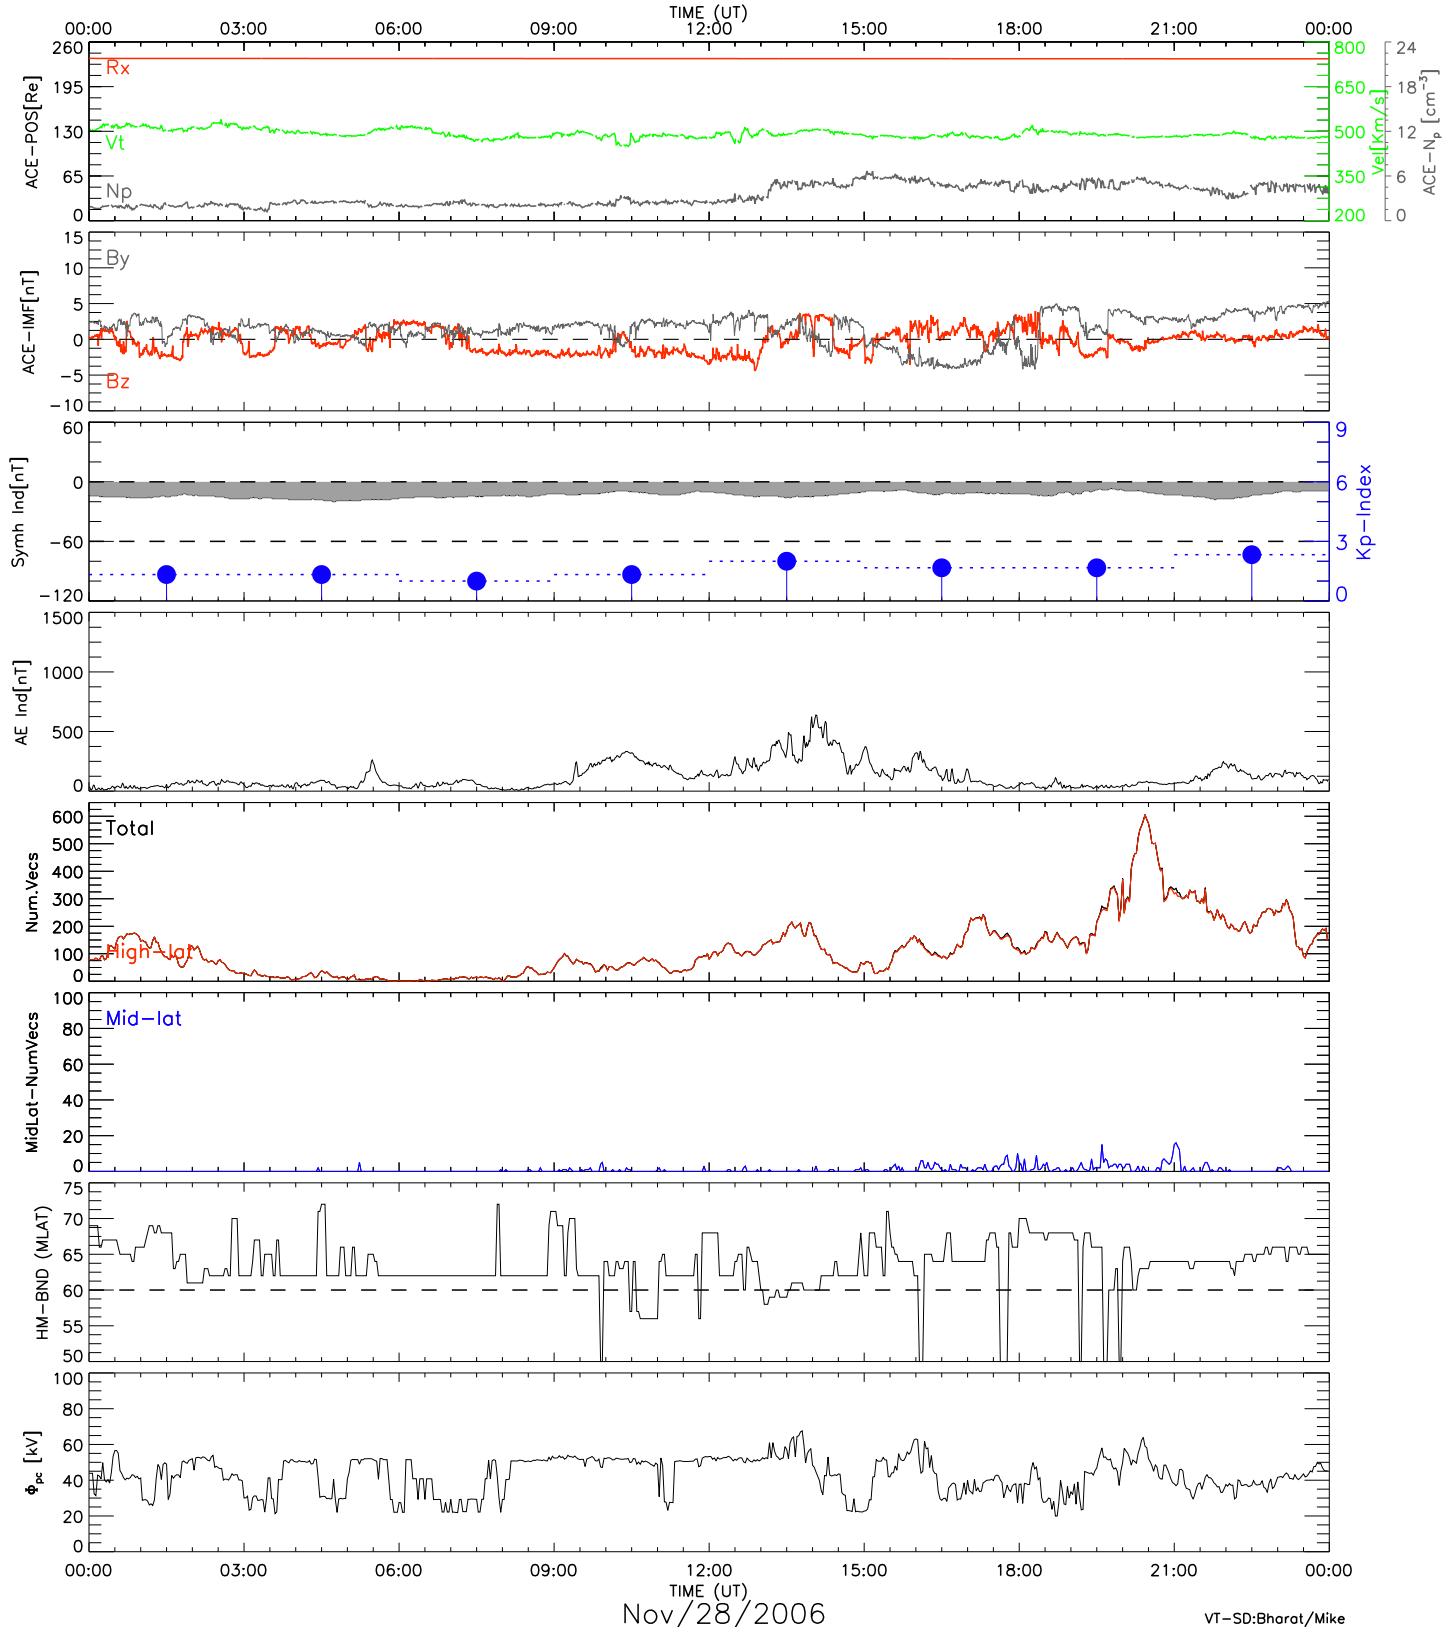 TIME (UT)
00:00 03:00 06:00 09:00 12:00 15:00 18:00 21:00 00:00
260
195
130
65
0
ACE-POS[Re]
Rx
Vt
Np
800
650
500
350
200
Vel[Km/s]
24
18
12
6
0
ACE-Np [cm-3]
15
10
5
0
-5
-10
ACE-IMF[nT]
By
Bz
60
0
-60
-120
Symh Ind[nT]
9
6
3
0
Kp-Index
1500
1000
500
0
AE Ind[nT]
600
500
400
300
200
100
0
Num.Vecs
Total
High-lat
100
80
60
40
20
0
MidLat-NumVecs
Mid-lat
75
70
65
60
55
50
HM-BND (MLAT)
100
80
60
40
20
0
Φpc [kV]
00:00 03:00 06:00 09:00 12:00 15:00 18:00 21:00 00:00
TIME (UT)
Nov/28/2006
VT-SD:Bharat/Mike